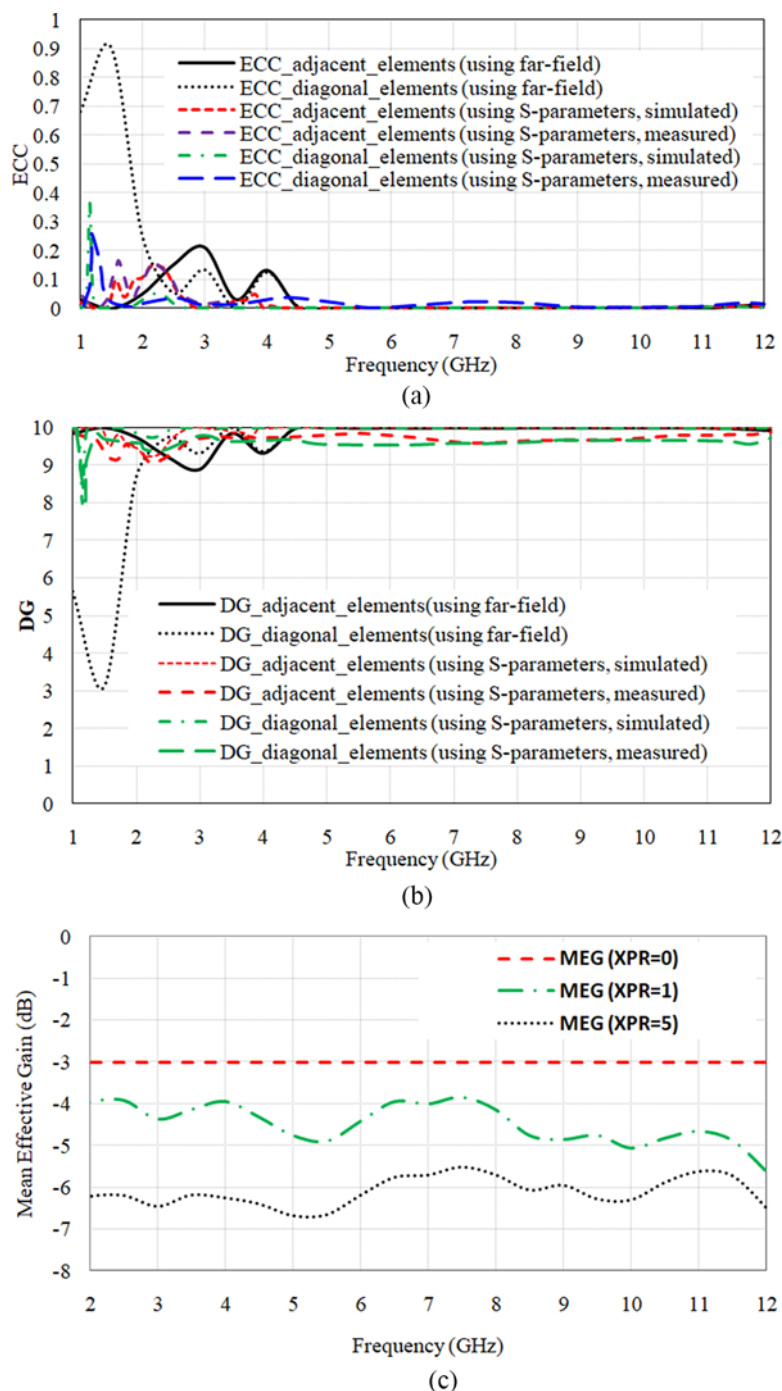 1
0.9
0.8
0.7
0.6
0.5
0.4
0.3
0.2
0.1
0
ECC
ECC_adjacent_elements (using far-field)
ECC_diagonal_elements (using far-field)
ECC_adjacent_elements (using S-parameters, simulated)
ECC_adjacent_elements (using S-parameters, measured)
ECC_diagonal_elements (using S-parameters, simulated)
ECC_diagonal_elements (using S-parameters, measured)
1 2 3 4 5 6 7 8 9 10 11 12
Frequency (GHz)
(a)
10
9
8
7
6
5
4
3
2
1
0
DG
DG_adjacent_elements(using far-field)
DG_diagonal_elements(using far-field)
DG_adjacent_elements (using S-parameters, simulated)
DG_adjacent_elements (using S-parameters, measured)
DG_diagonal_elements (using S-parameters, simulated)
DG_diagonal_elements (using S-parameters, measured)
1 2 3 4 5 6 7 8 9 10 11 12
Frequency (GHz)
(b)
0
-1
-2
-3
-4
-5
-6
-7
-8
Mean Effective Gain (dB)
MEG (XPR=0)
MEG (XPR=1)
MEG (XPR=5)
2 3 4 5 6 7 8 9 10 11 12
Frequency (GHz)
(c)